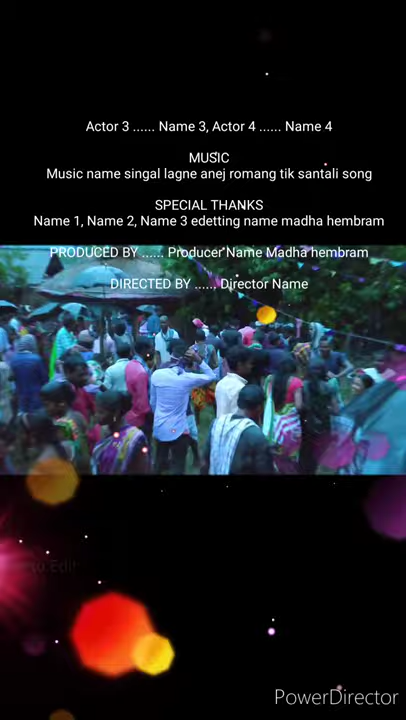 Actor 3 ...... Name 3, Actor 4 ...... Name 4
MUSIC
Music name singal lagne anej romang tik santali song
SPECIAL THANKS
Name 1, Name 2, Name 3 edetting name madha hembram
PRODUCED BY ...... Producer Name Madha hembram
DIRECTED BY ...... Director Name
Edit
PowerDirector